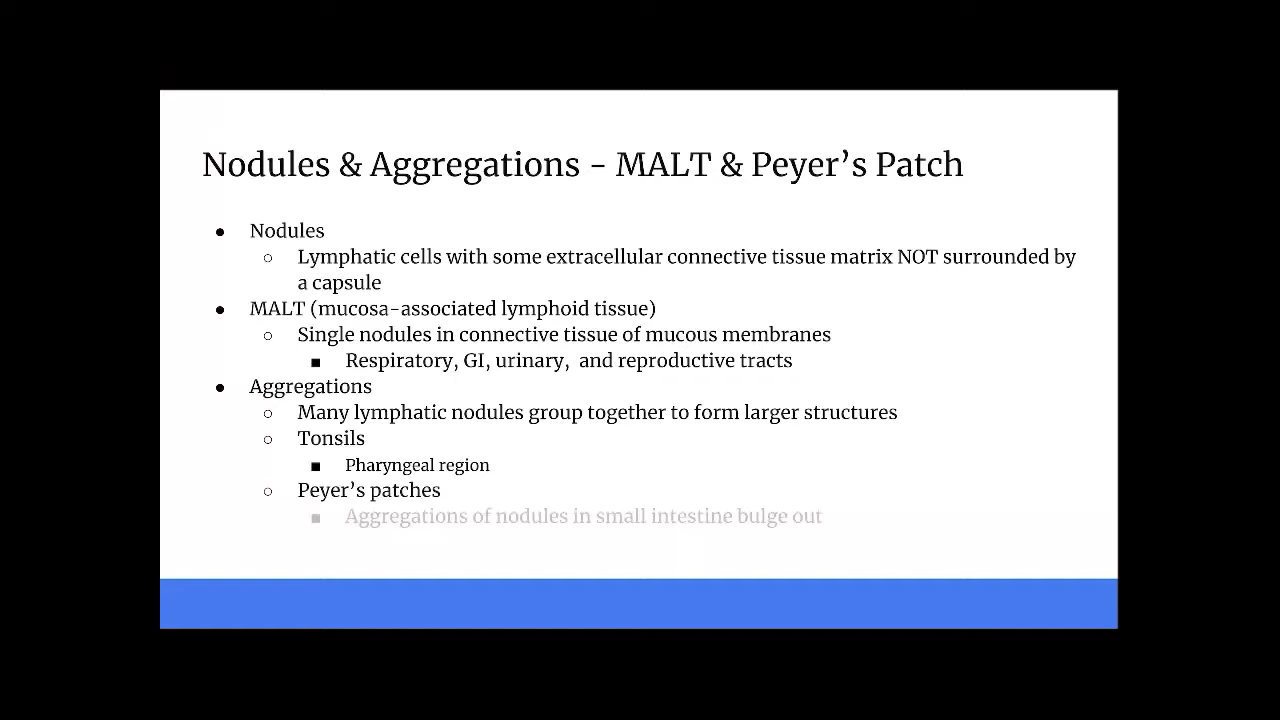 Nodules & Aggregations - MALT & Peyer’s Patch
● Nodules
○ Lymphatic cells with some extracellular connective tissue matrix NOT surrounded by
a capsule
● MALT (mucosa-associated lymphoid tissue)
○ Single nodules in connective tissue of mucous membranes
■ Respiratory, GI, urinary, and reproductive tracts
● Aggregations
○ Many lymphatic nodules group together to form larger structures
○ Tonsils
■ Pharyngeal region
○ Peyer’s patches
■ Aggregations of nodules in small intestine bulge out